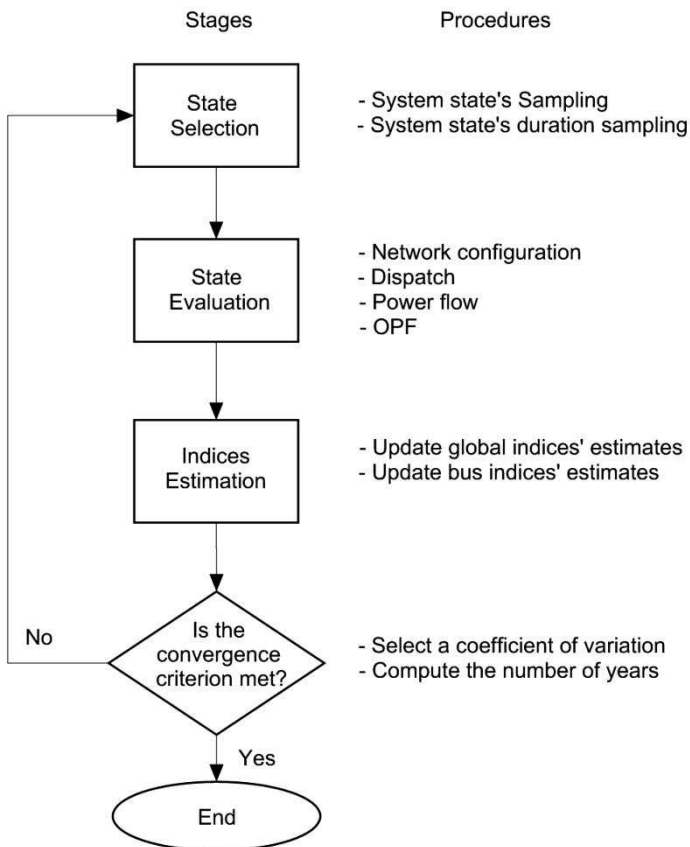 Stages
Procedures
State
Selection
- System state's Sampling
- System state's duration sampling
State
Evaluation
- Network configuration
- Dispatch
- Power flow
- OPF
Indices
Estimation
- Update global indices' estimates
- Update bus indices' estimates
Is the
convergence
criterion met?
No
- Select a coefficient of variation
- Compute the number of years
Yes
End